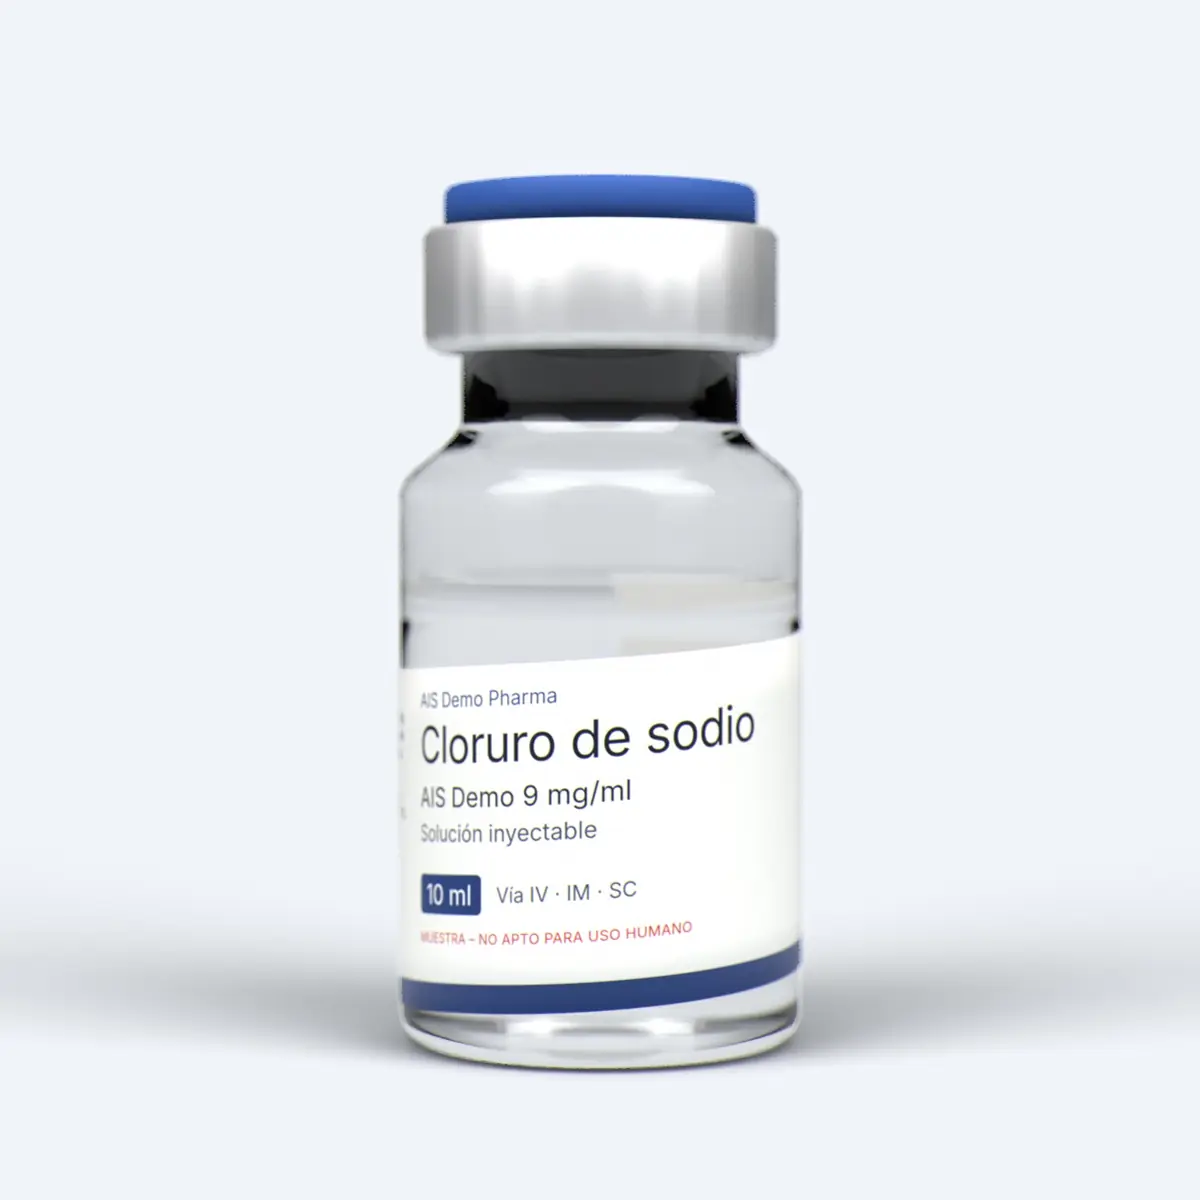 AIS Demo Pharma
Cloruro de sodio
AIS Demo 9 mg/ml
Solución inyectable
10 ml Vía IV · IM · SC
MUESTRA – NO APTO PARA USO HUMANO